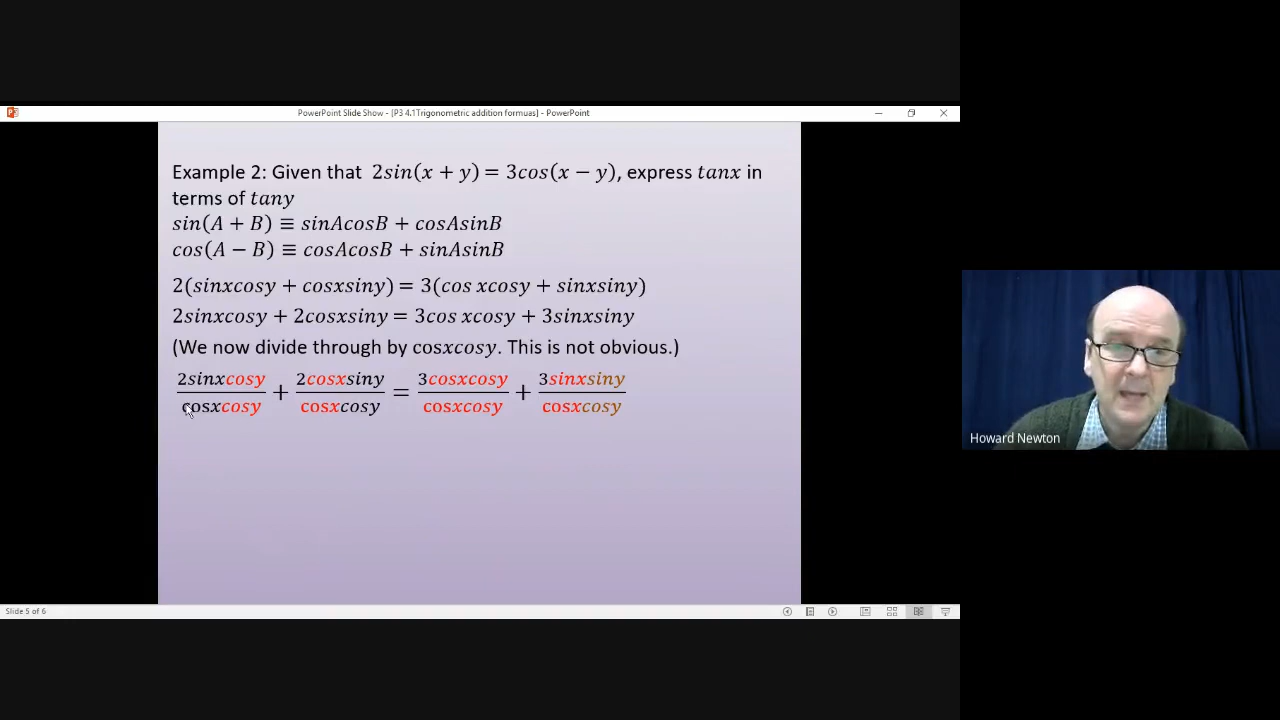 PowerPoint Slide Show - [P3 4.1Trigonometric addition formuas] - PowerPoint
Example 2: Given that 2sin(x + y) = 3cos(x − y), express tanx in
terms of tany
sin(A + B) ≡ sinAcosB + cosAsinB
cos(A − B) ≡ cosAcosB + sinAsinB
2(sinxcosy + cosxsiny) = 3(cos xcosy + sinxsiny)
2sinxcosy + 2cosxsiny = 3cos xcosy + 3sinxsiny
(We now divide through by cosxcosy. This is not obvious.)
2sinxcosy/cosxcosy + 2cosxsiny/cosxcosy = 3cosxcosy/cosxcosy + 3sinxsiny/cosxcosy
Howard Newton
Slide 5 of 6